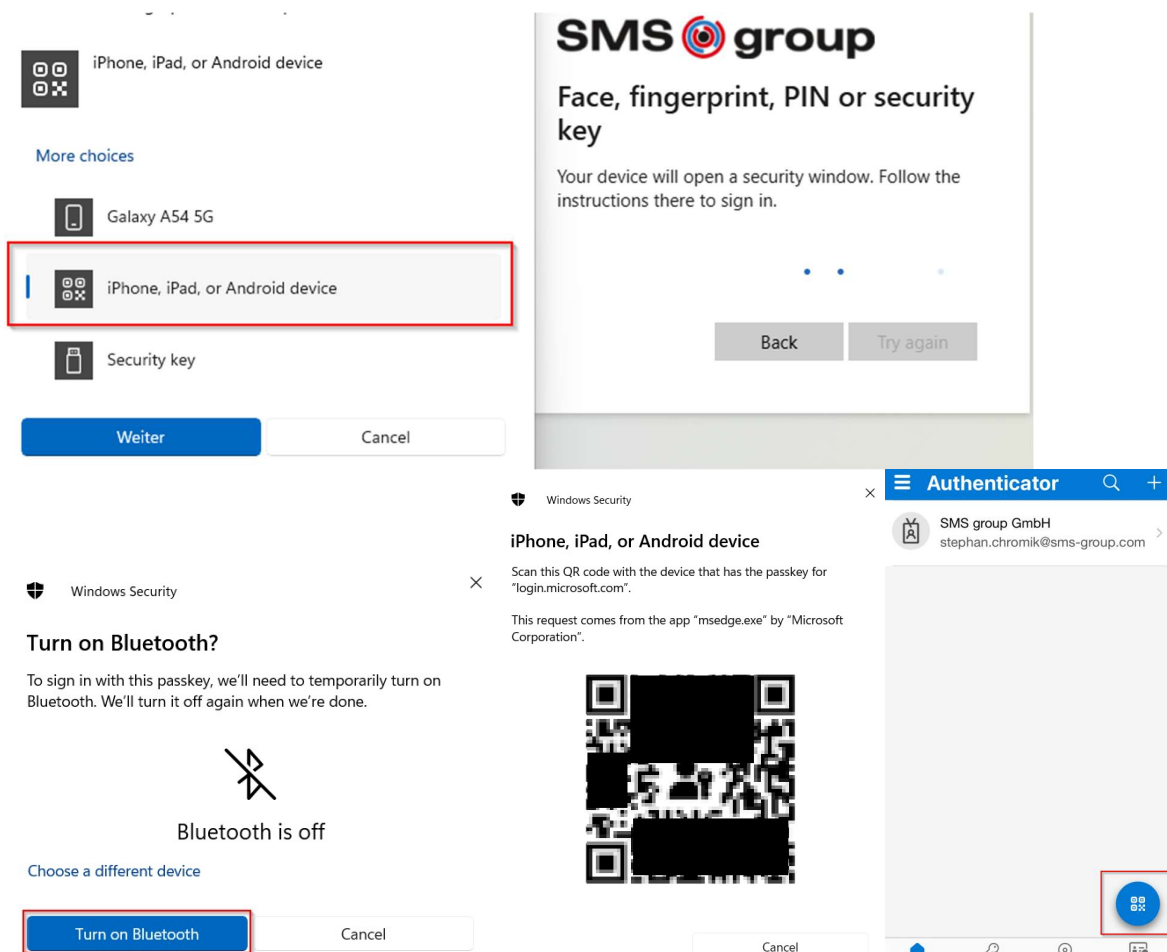 iPhone, iPad, or Android device
More choices
Galaxy A54 5G
iPhone, iPad, or Android device
Security key
Weiter
Cancel
SMS group
Face, fingerprint, PIN or security
key
Your device will open a security window. Follow the
instructions there to sign in.
Back
Try again
Windows Security
Turn on Bluetooth?
To sign in with this passkey, we'll need to temporarily turn on
Bluetooth. We'll turn it off again when we're done.
Bluetooth is off
Choose a different device
Turn on Bluetooth
Cancel
Windows Security
iPhone, iPad, or Android device
Scan this QR code with the device that has the passkey for
"login.microsoft.com".
This request comes from the app "msedge.exe" by "Microsoft
Corporation".
Cancel
Authenticator
SMS group GmbH
stephan.chromik@sms-group.com